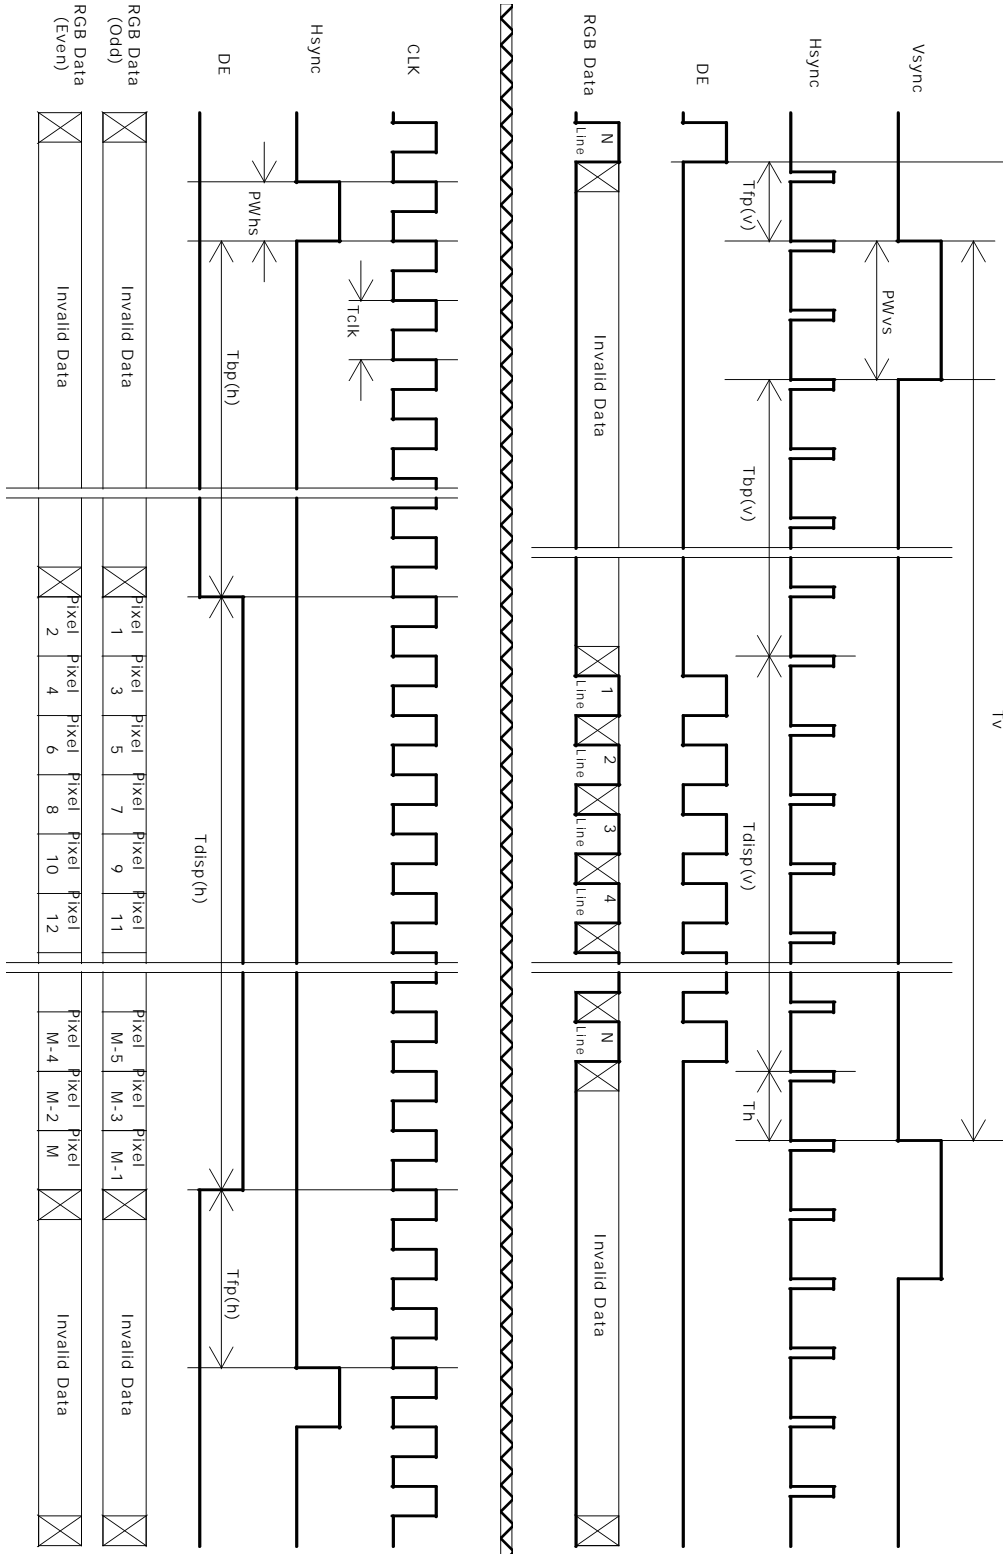 Tv
Vsync
PWvs
Hsync
Tfp(v)
Tbp(v)
Tdisp(v)
Th
DE
RGB Data
Line N
Invalid Data
Line 1
Line 2
Line 3
Line 4
Line N
Invalid Data
CLK
Tclk
Hsync
PWhs
DE
Tbp(h)
Tdisp(h)
Tfp(h)
RGB Data
(Odd)
Invalid Data
Pixel 1
Pixel 3
Pixel 5
Pixel 7
Pixel 9
Pixel 11
Pixel M-5
Pixel M-3
Pixel M-1
Invalid Data
RGB Data
(Even)
Invalid Data
Pixel 2
Pixel 4
Pixel 6
Pixel 8
Pixel 10
Pixel 12
Pixel M-4
Pixel M-2
Pixel M
Invalid Data